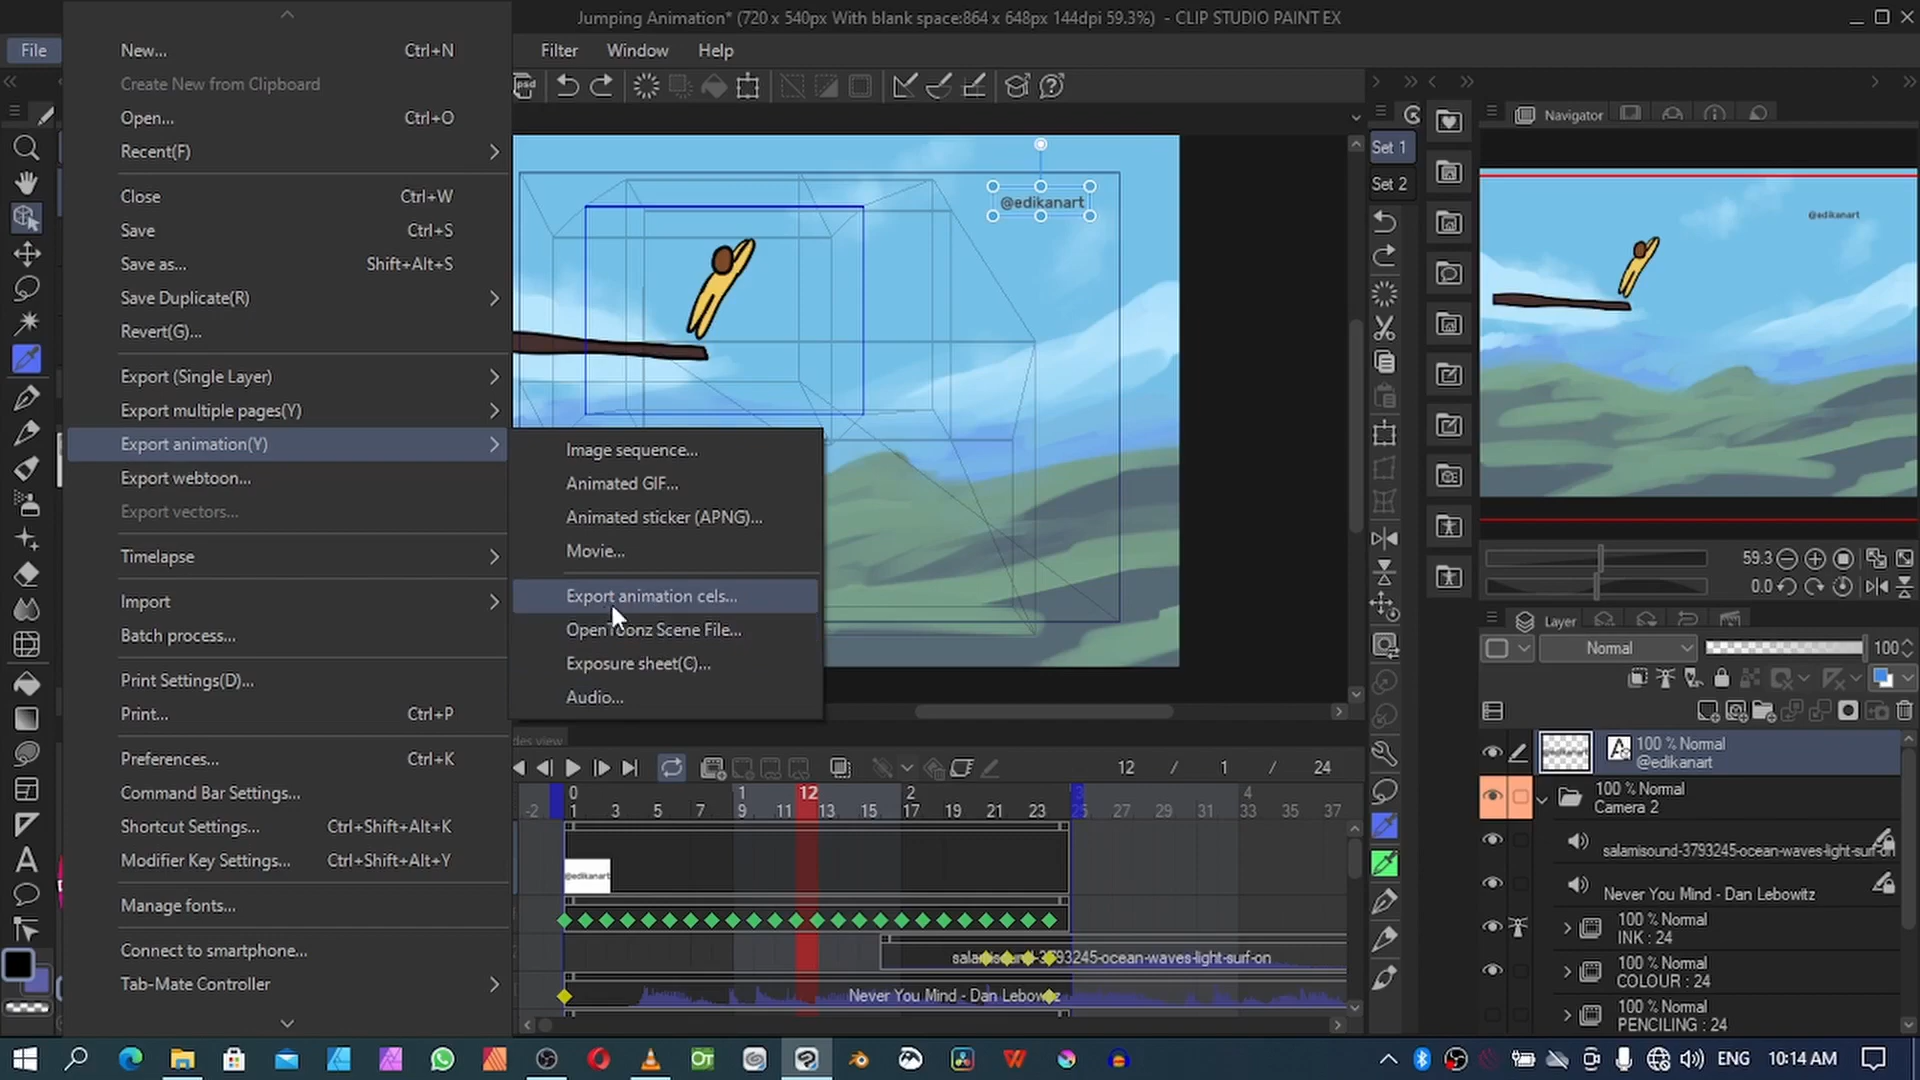 Jumping Animation* (720 x 540px With blank space:864 x 648px 144dpi 59.3%) - CLIP STUDIO PAINT EX
File
Filter
Window
Help
New... Ctrl+N
Create New from Clipboard
Open... Ctrl+O
Recent(F)
Close Ctrl+W
Save Ctrl+S
Save as... Shift+Alt+S
Save Duplicate(R)
Revert(G)...
Export (Single Layer)
Export multiple pages(Y)
Export animation(Y)
Export webtoon...
Export vectors...
Timelapse
Import
Batch process...
Print Settings(D)...
Print... Ctrl+P
Preferences... Ctrl+K
Command Bar Settings...
Shortcut Settings... Ctrl+Shift+Alt+K
Modifier Key Settings... Ctrl+Shift+Alt+Y
Manage fonts...
Connect to smartphone...
Tab-Mate Controller
Image sequence...
Animated GIF...
Animated sticker (APNG)...
Movie...
Export animation cels...
OpenToonz Scene File...
Exposure sheet(C)...
Audio...
psd
@edikanart
Set 1
Set 2
Navigator
@edikanart
59.3
0.0
Layer
Normal
100
100 % Normal
@edikanart
100 % Normal
Camera 2
salamisound-3793245-ocean-waves-light-surf-on
Never You Mind - Dan Lebowitz
100 % Normal
INK : 24
100 % Normal
COLOUR : 24
100 % Normal
PENCILING : 24
12 / 1 / 24
0 1 12 2 3 4
-2 1 3 5 7 9 11 13 15 17 19 21 23 25 27 29 31 33 35 37
@edikanart
salamisound-3793245-ocean-waves-light-surf-on
Never You Mind - Dan Lebowitz
OT
ENG
10:14 AM